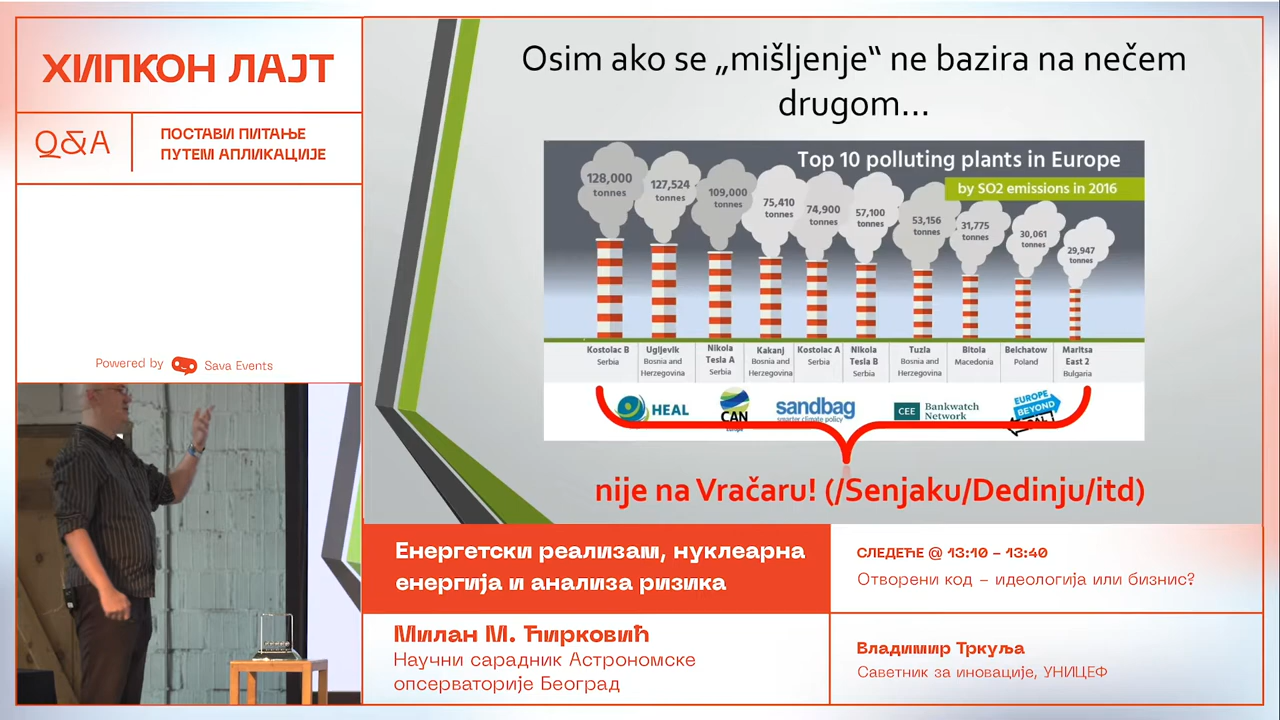 ХИПКОН ЛАЈТ
Q&A
ПОСТАВИ ПИТАЊЕ
ПУТЕМ АПЛИКАЦИЈЕ
Powered by Sava Events
Osim ako se „mišljenje“ ne bazira na nečem
drugom...
Top 10 polluting plants in Europe
by SO2 emissions in 2016
128,000 tonnes
127,524 tonnes
109,000 tonnes
75,410 tonnes
74,900 tonnes
57,100 tonnes
53,156 tonnes
31,775 tonnes
30,061 tonnes
29,947 tonnes
Kostolac B Serbia
Ugljevik Bosnia and Herzegovina
Nikola Tesla A Serbia
Kakanj Bosnia and Herzegovina
Kostolac A Serbia
Nikola Tesla B Serbia
Tuzla Bosnia and Herzegovina
Bitola Macedonia
Belchatow Poland
Maritsa East 2 Bulgaria
HEAL
CAN
sandbag
smarter climate policy
CEE Bankwatch Network
EUROPE BEYOND
nije na Vračaru! (/Senjaku/Dedinju/itd)
Енергетски реализам, нуклеарна
енергија и анализа ризика
Милан М. Ћирковић
Научни сарадник Астрономске
опсерваторије Београд
СЛЕДЕЋЕ @ 13:10 – 13:40
Отворени код – идеологија или бизнис?
Владимир Тркуља
Саветник за иновације, УНИЦЕФ